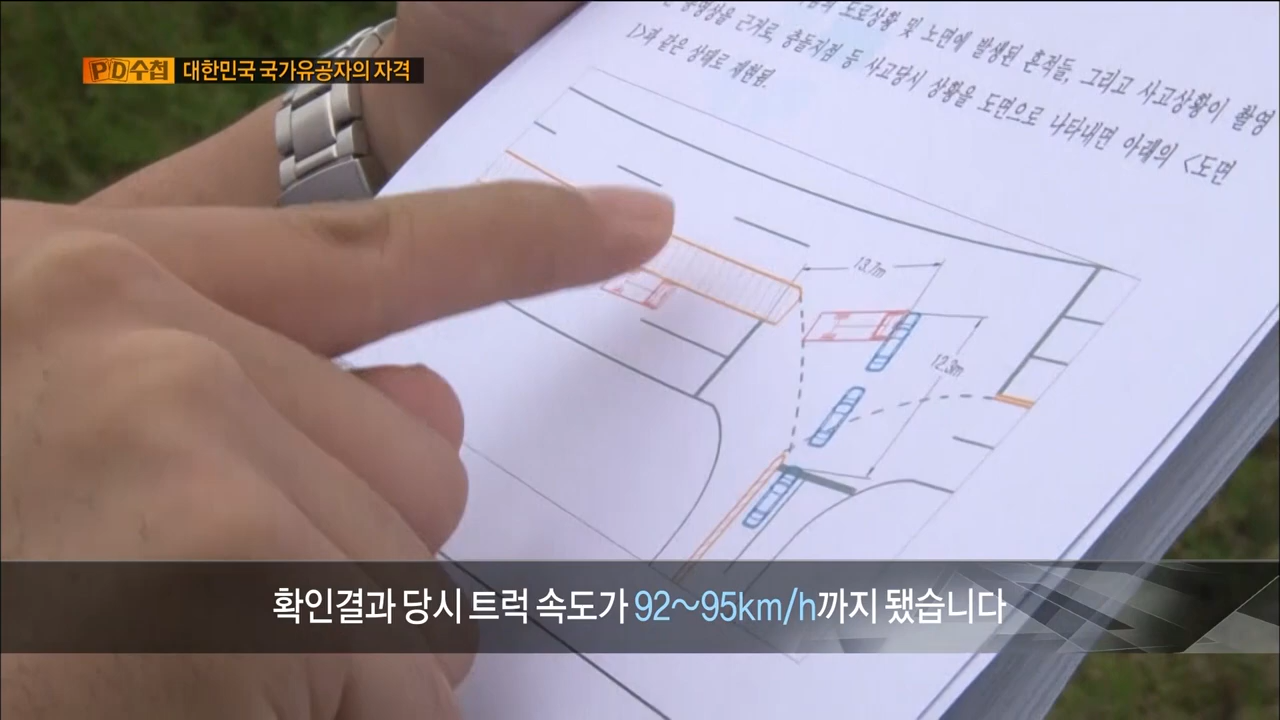 PD수첩 대한민국 국가유공자의 자격
도로상황 및 노면에 발생된 흔적들, 그리고 사고상황이 촬영
동영상을 근거로, 충돌지점 등 사고당시 상황을 도면으로 나타내면 아래의 <도면
1>과 같은 상태로 재현됨.
13.7m
12.3m
확인결과 당시 트럭 속도가 92~95km/h까지 됐습니다